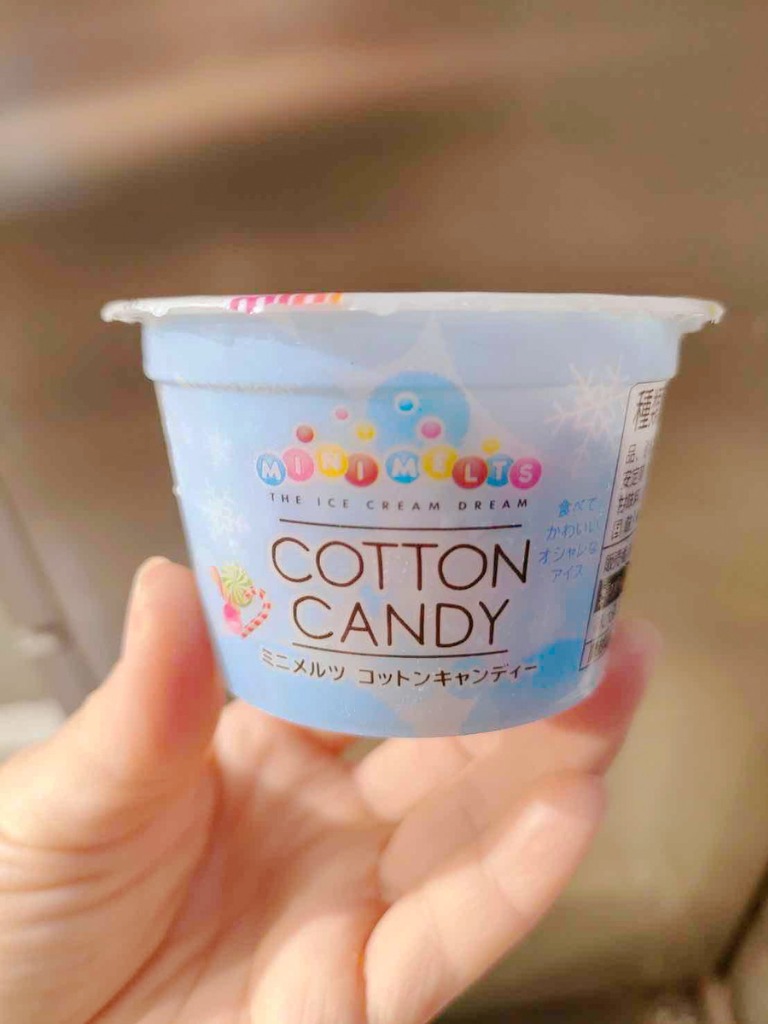 MINI MELTS
THE ICE CREAM DREAM
COTTON
CANDY
ミニメルツ コットンキャンディー
食べて
かわいい
オシャレな
アイス